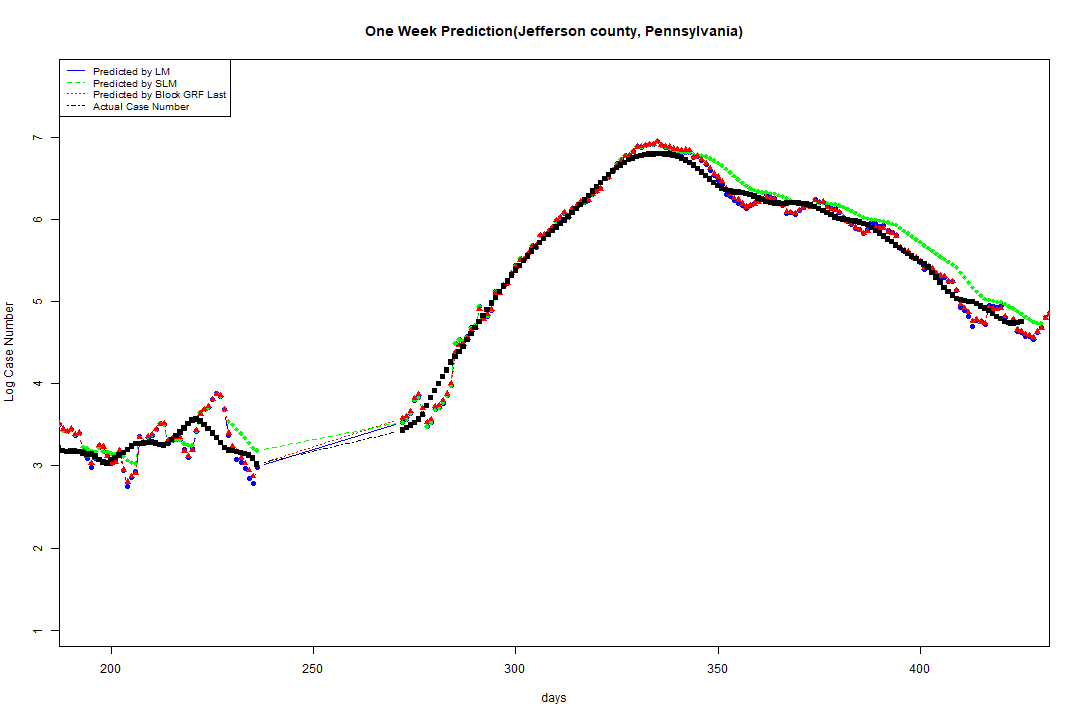 One Week Prediction(Jefferson county, Pennsylvania)
Predicted by LM
Predicted by SLM
Predicted by Block GRF Last
Actual Case Number
Log Case Number
7
6
5
4
3
2
1
200 250 300 350 400
days